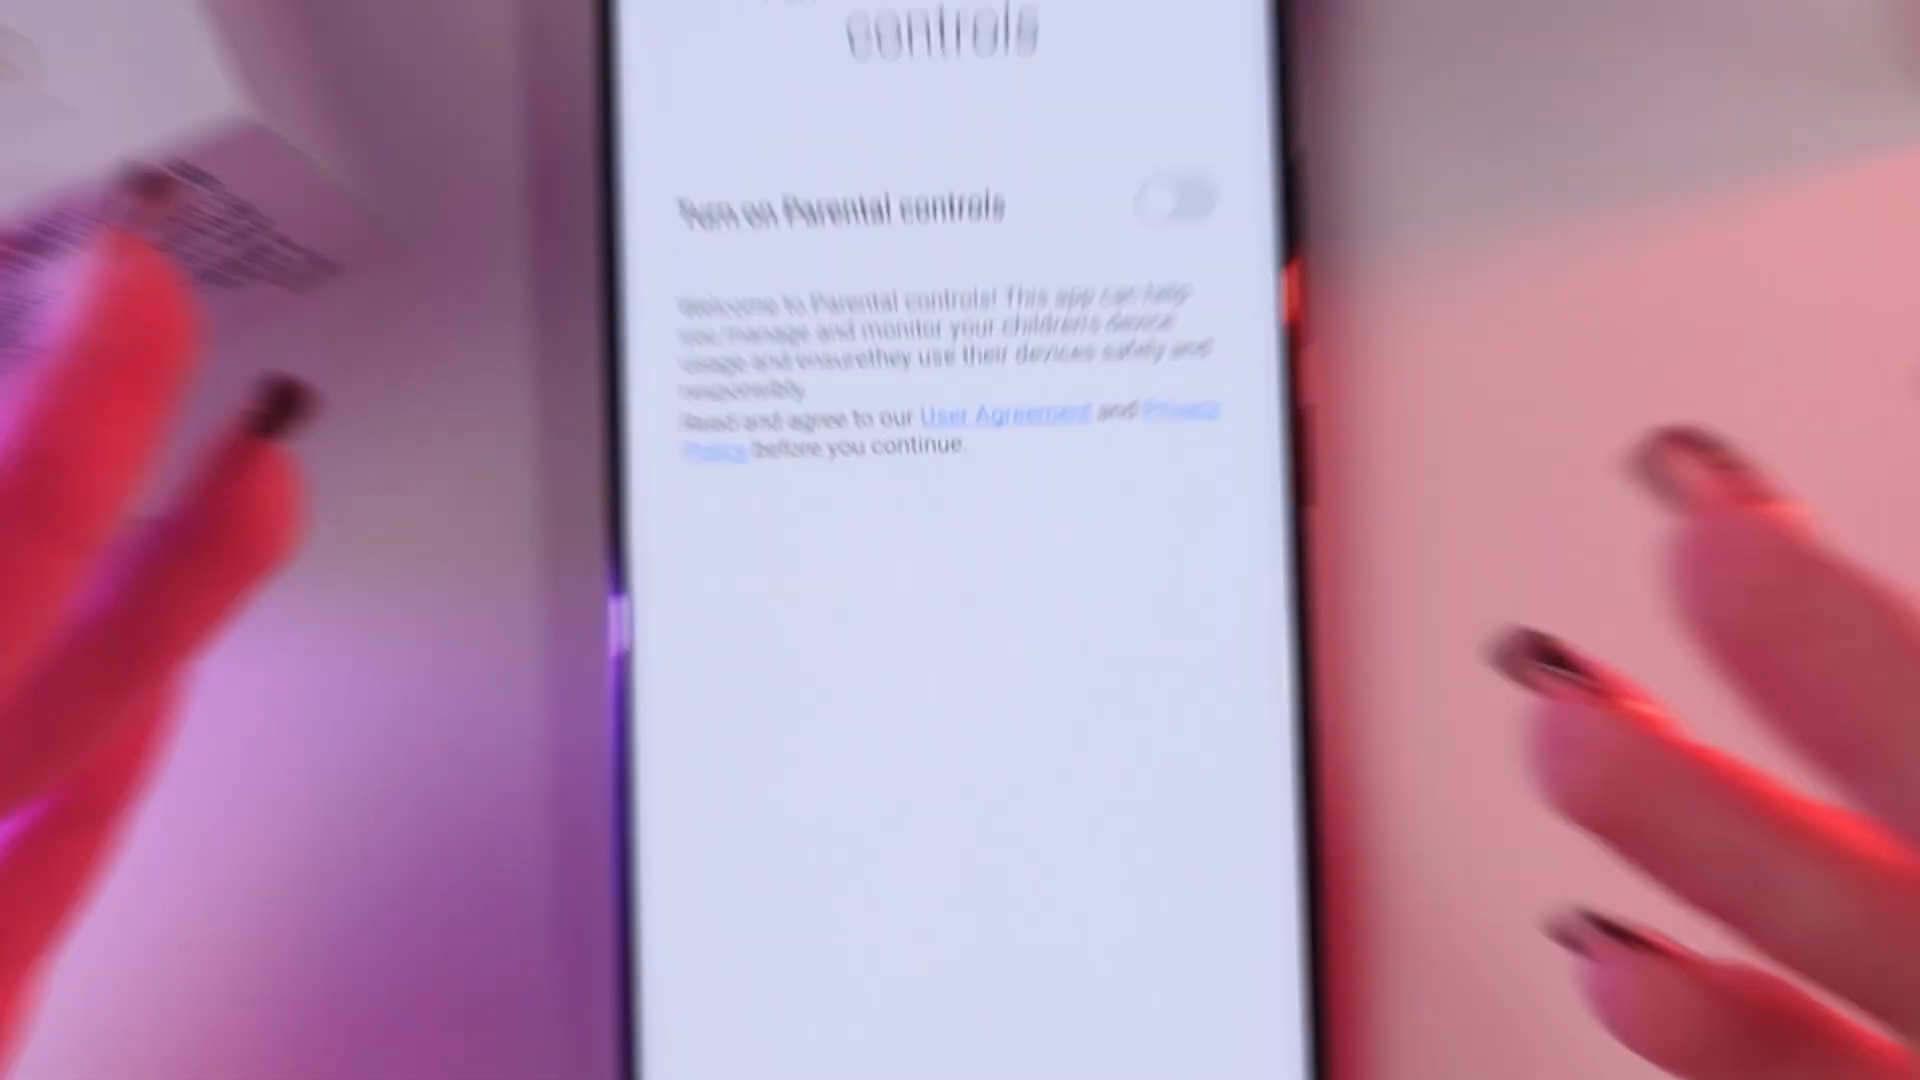 controls
Turn on Parental controls
Welcome to Parental controls! This app can help
you manage and monitor your children's device
usage and ensurethey use their devices safely and
responsibly.
Read and agree to our User Agreement and Privacy
Policy before you continue.